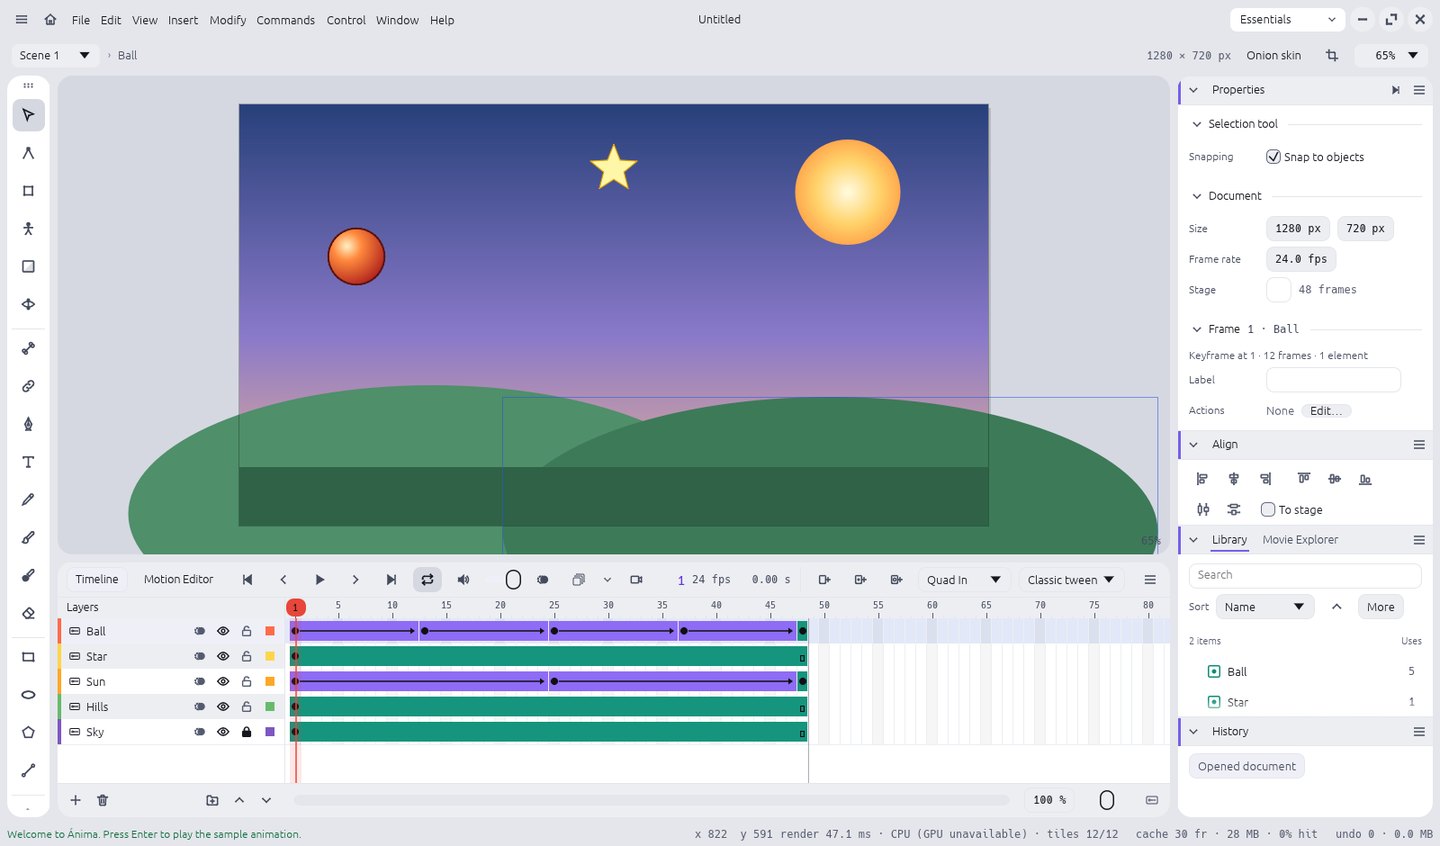 File Edit View Insert Modify Commands Control Window Help
Untitled
Essentials
Scene 1 › Ball
1280 × 720 px Onion skin 65%
Properties
Selection tool
Snapping Snap to objects
Document
Size 1280 px 720 px
Frame rate 24.0 fps
Stage 48 frames
Frame 1 · Ball
Keyframe at 1 · 12 frames · 1 element
Label
Actions None Edit...
Align
To stage
65%
Library Movie Explorer
Search
Sort Name More
2 items Uses
Ball 5
Star 1
History
Opened document
Timeline Motion Editor 1 24 fps 0.00 s Quad In Classic tween
Layers 1 5 10 15 20 25 30 35 40 45 50 55 60 65 70 75 80
Ball
Star
Sun
Hills
Sky
100 %
Welcome to Ánima. Press Enter to play the sample animation.
x 822 y 591 render 47.1 ms · CPU (GPU unavailable) · tiles 12/12 cache 30 fr · 28 MB · 0% hit undo 0 · 0.0 MB